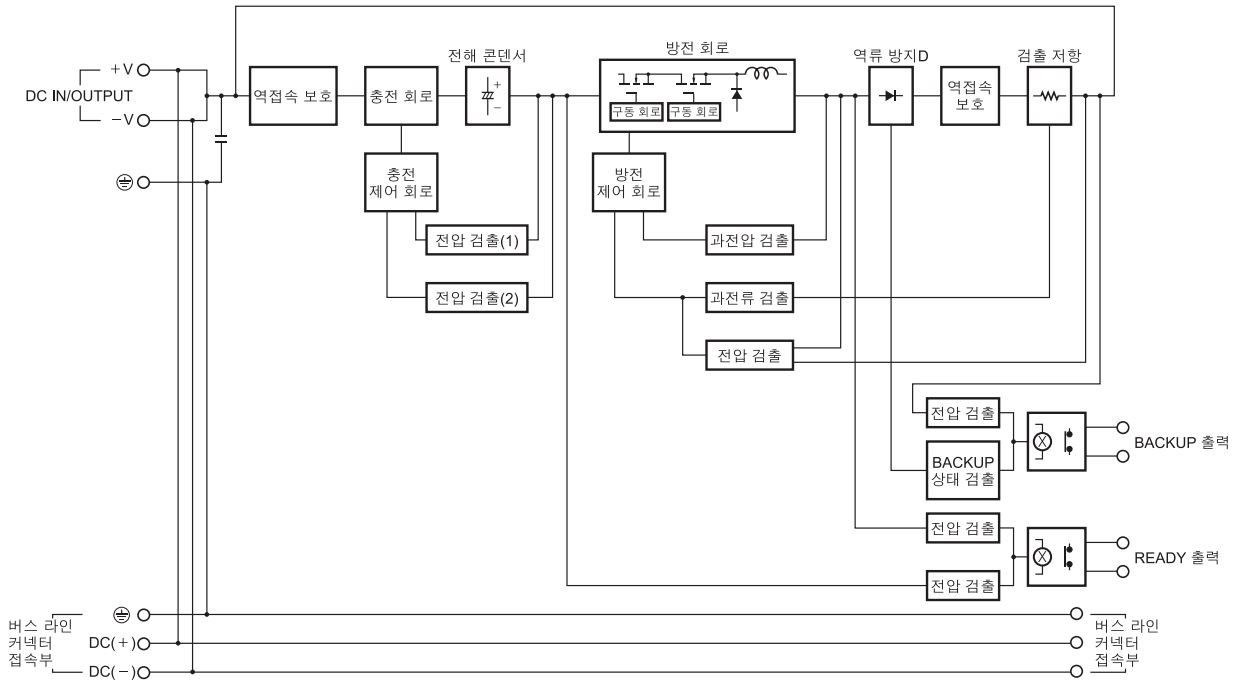 DC IN/OUTPUT
+V
−V
역접속 보호
충전 회로
전해 콘덴서
+
−
방전 회로
구동 회로
구동 회로
역류 방지D
역접속
보호
검출 저항
충전
제어 회로
방전
제어 회로
전압 검출(1)
전압 검출(2)
과전압 검출
과전류 검출
전압 검출
전압 검출
BACKUP
상태 검출
BACKUP 출력
전압 검출
전압 검출
READY 출력
버스 라인
커넥터
접속부
DC(+)
DC(−)
버스 라인
커넥터
접속부